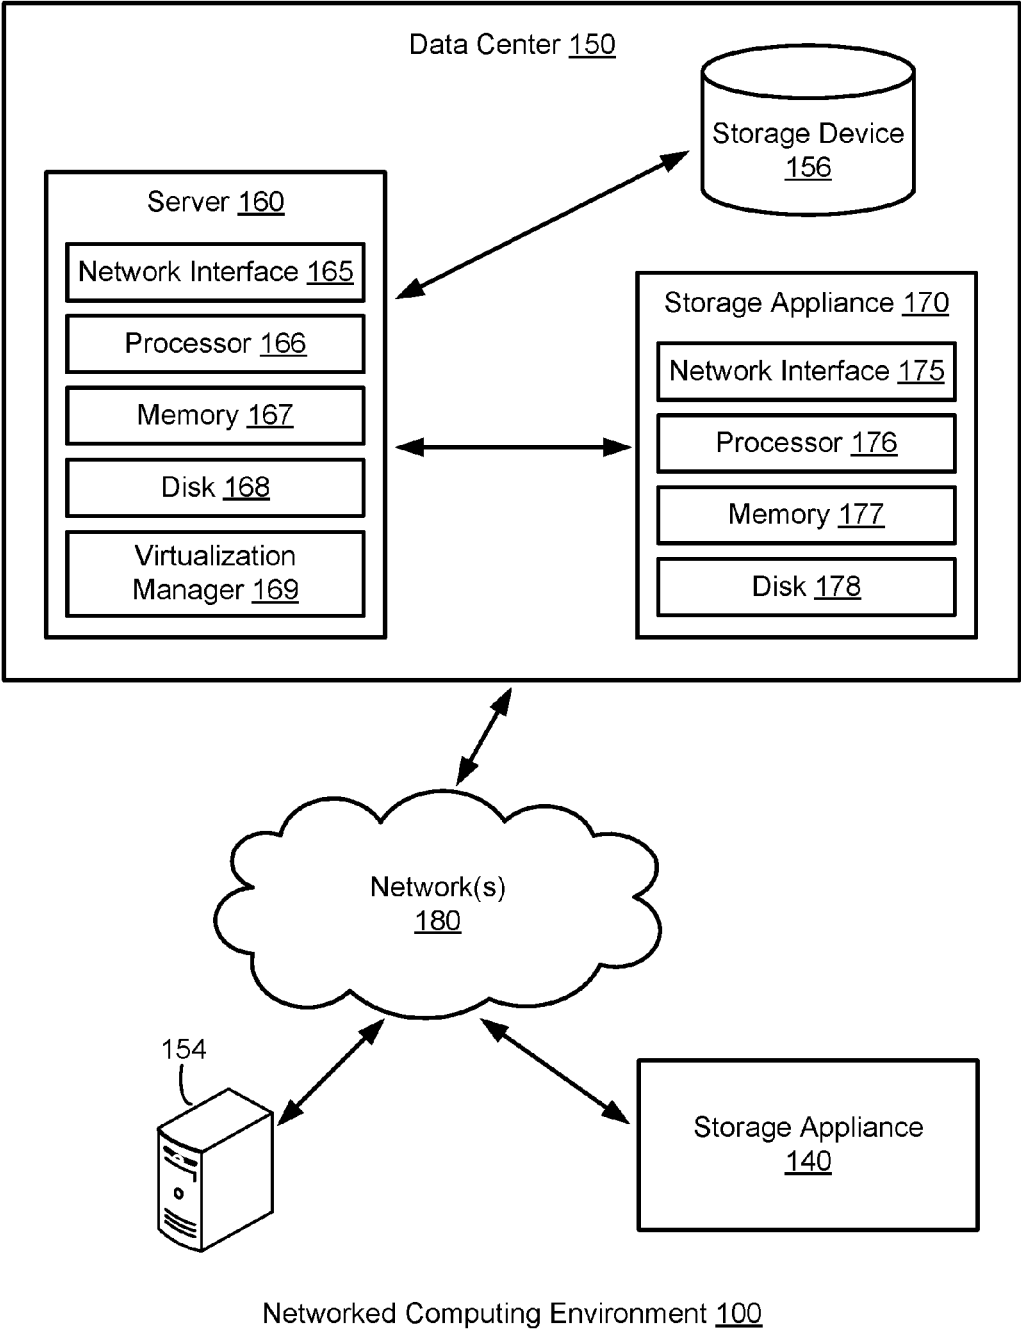 Data Center 150
Storage Device
156
Server 160
Network Interface 165
Processor 166
Memory 167
Disk 168
Virtualization
Manager 169
Storage Appliance 170
Network Interface 175
Processor 176
Memory 177
Disk 178
Network(s)
180
154
Storage Appliance
140
Networked Computing Environment 100